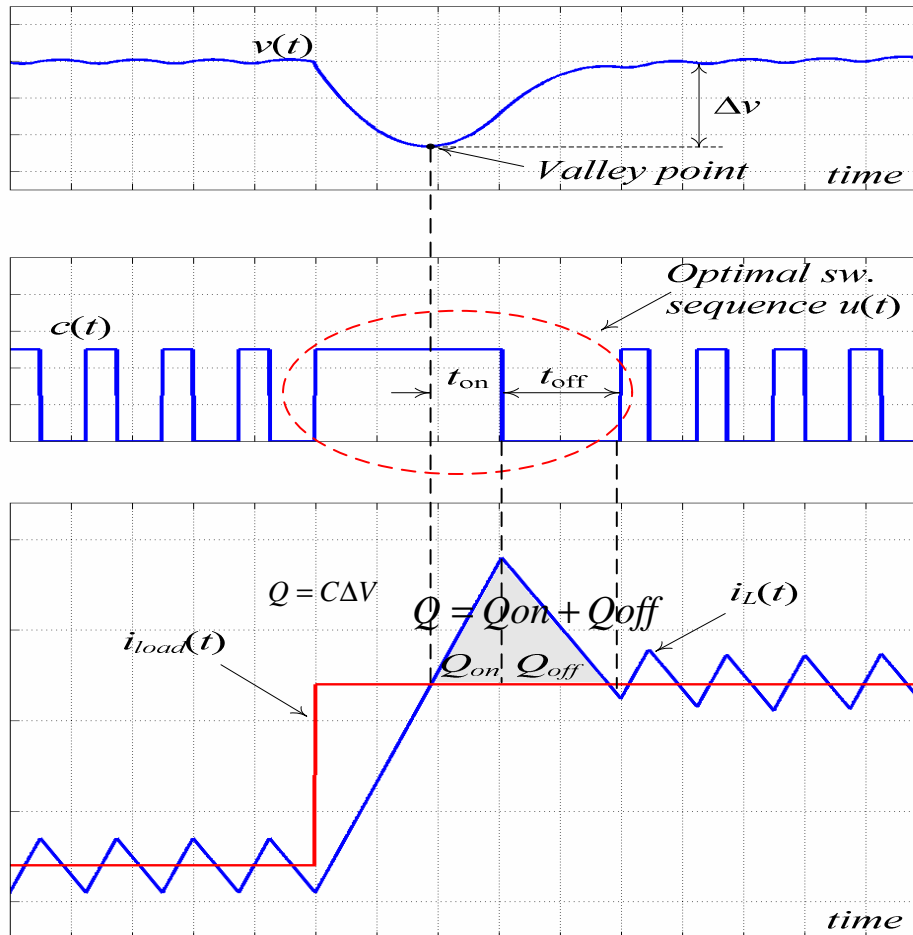 v(t)
Δv
Valley point
time
Optimal sw.
sequence u(t)
c(t)
t_on
t_off
Q = CΔV
Q = Qon + Qoff
i_L(t)
i_load(t)
Q_on Q_off
time